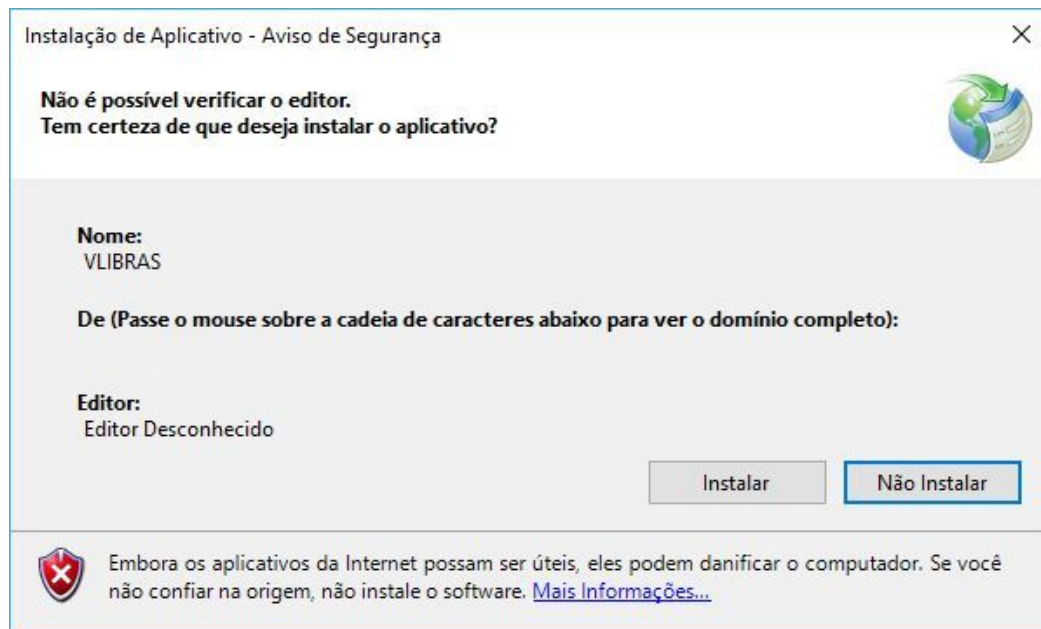 Instalação de Aplicativo - Aviso de Segurança
Não é possível verificar o editor.
Tem certeza de que deseja instalar o aplicativo?
Nome:
VLIBRAS
De (Passe o mouse sobre a cadeia de caracteres abaixo para ver o domínio completo):
Editor:
Editor Desconhecido
Instalar
Não Instalar
Embora os aplicativos da Internet possam ser úteis, eles podem danificar o computador. Se você
não confiar na origem, não instale o software. Mais Informações...